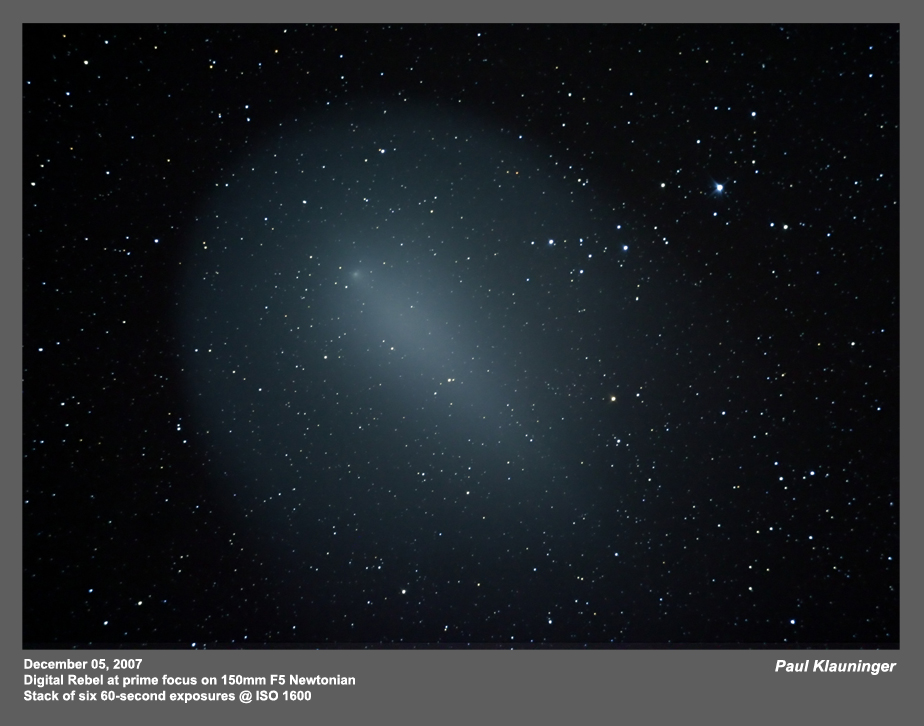 December 05, 2007
Digital Rebel at prime focus on 150mm F5 Newtonian
Stack of six 60-second exposures @ ISO 1600
Paul Klauninger